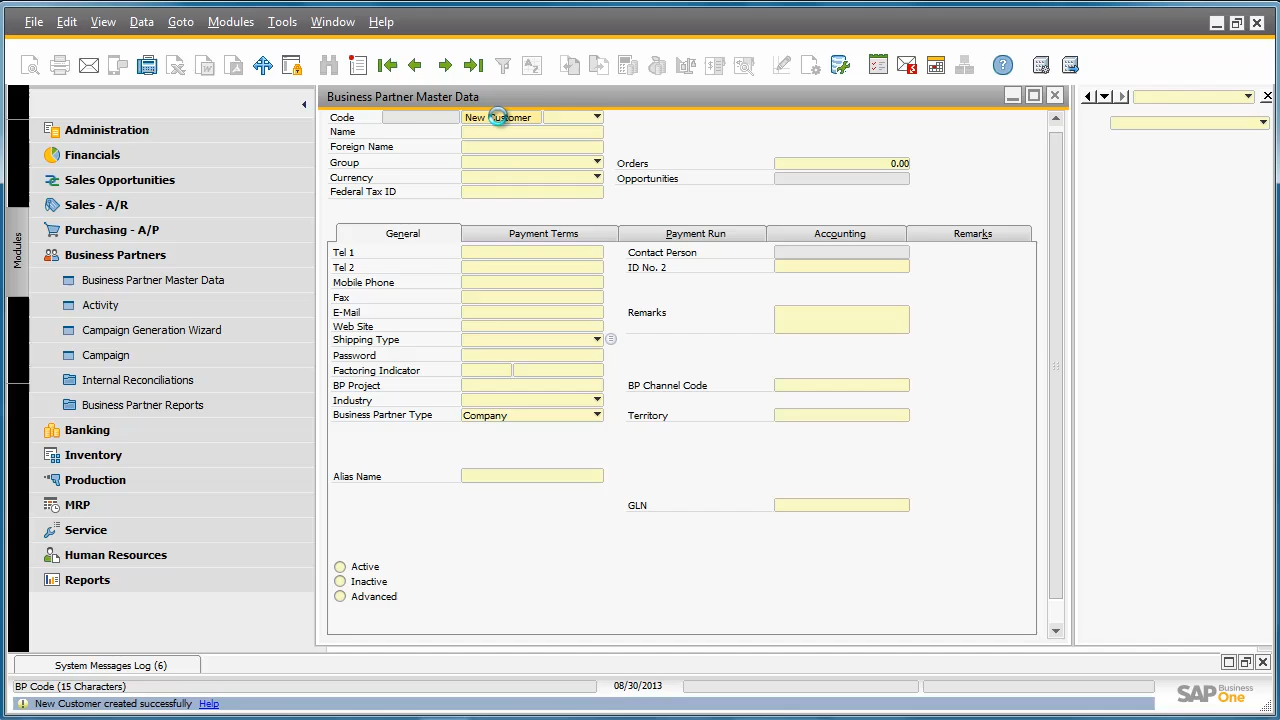 File Edit View Data Goto Modules Tools Window Help
Business Partner Master Data
Modules
Administration
Financials
Sales Opportunities
Sales - A/R
Purchasing - A/P
Business Partners
Business Partner Master Data
Activity
Campaign Generation Wizard
Campaign
Internal Reconciliations
Business Partner Reports
Banking
Inventory
Production
MRP
Service
Human Resources
Reports
Code New Customer
Name
Foreign Name
Group
Currency
Federal Tax ID
Orders 0.00
Opportunities
General Payment Terms Payment Run Accounting Remarks
Tel 1
Tel 2
Mobile Phone
Fax
E-Mail
Web Site
Shipping Type
Password
Factoring Indicator
BP Project
Industry
Business Partner Type Company
Alias Name
Contact Person
ID No. 2
Remarks
BP Channel Code
Territory
GLN
Active
Inactive
Advanced
System Messages Log (6)
BP Code (15 Characters) 08/30/2013
New Customer created successfully Help
SAP Business One